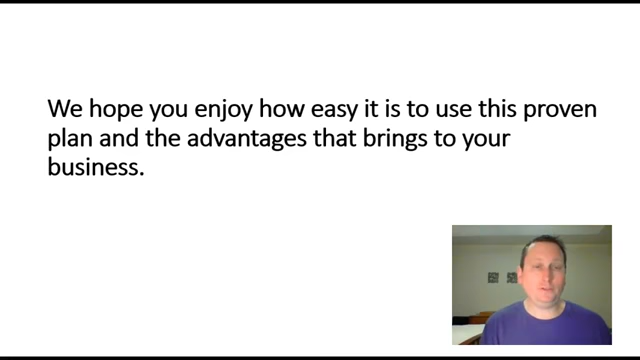 We hope you enjoy how easy it is to use this proven
plan and the advantages that brings to your
business.